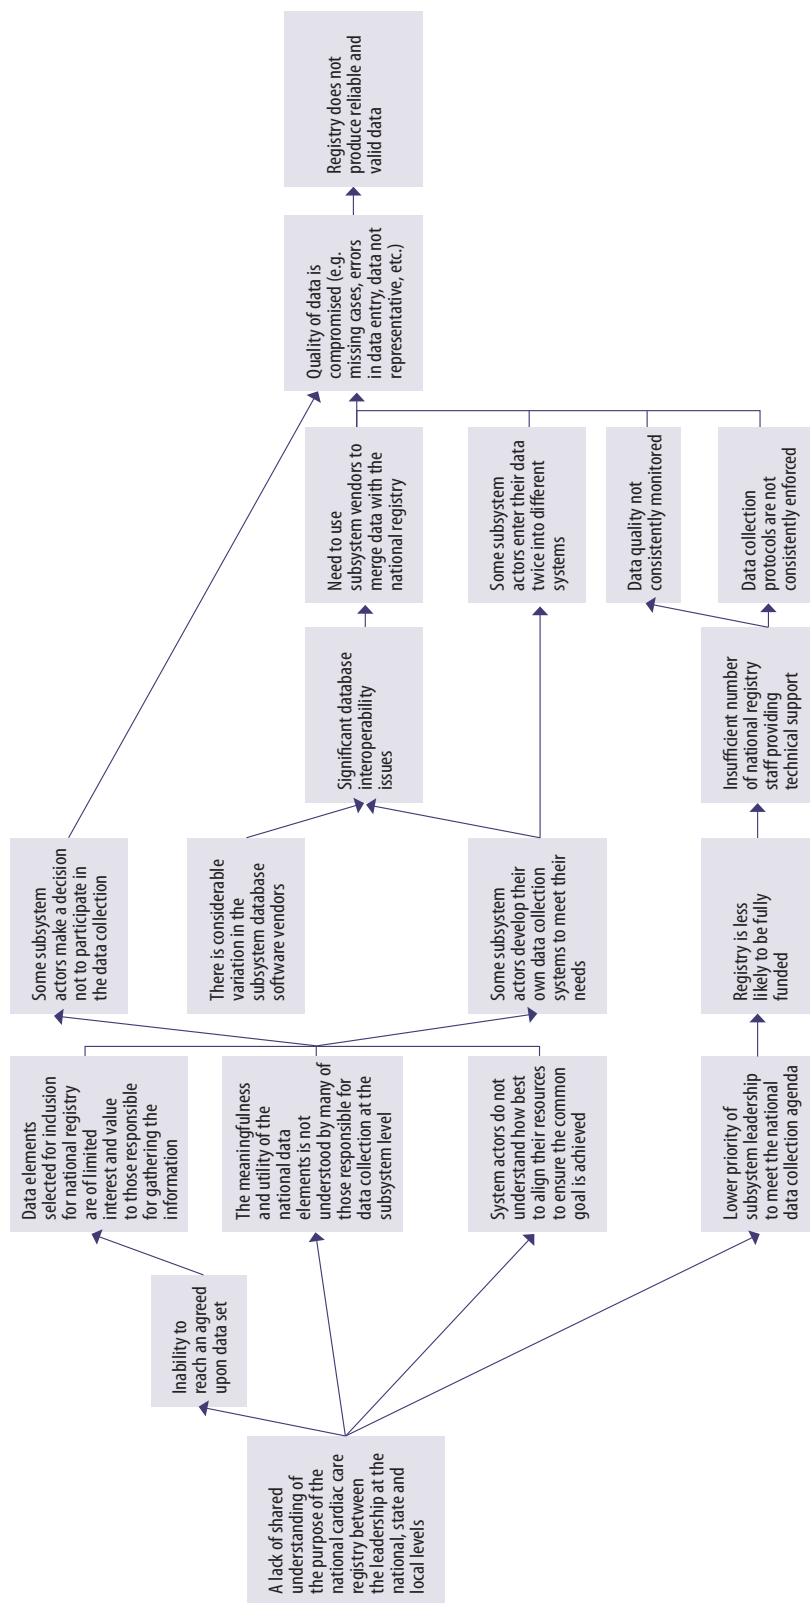 A lack of shared
understanding of
the purpose of the
national cardiac care
registry between
the leadership at the
national, state and
local levels
Inability to
reach an agreed
upon data set
Data elements
selected for inclusion
for national registry
are of limited
interest and value
to those responsible
for gathering the
information
The meaningfulness
and utility of the
national data
elements is not
understood by many of
those responsible for
data collection at the
subsystem level
System actors do not
understand how best
to align their resources
to ensure the common
goal is achieved
Lower priority of
subsystem leadership
to meet the national
data collection agenda
Some subsystem
actors make a decision
not to participate in
the data collection
There is considerable
variation in the
subsystem database
software vendors
Some subsystem
actors develop their
own data collection
systems to meet their
needs
Registry is less
likely to be fully
funded
Significant database
interoperability
issues
Insufficient number
of national registry
staff providing
technical support
Need to use
subsystem vendors to
merge data with the
national registry
Some subsystem
actors enter their data
twice into different
systems
Data quality not
consistently monitored
Data collection
protocols are not
consistently enforced
Quality of data is
compromised (e.g.
missing cases, errors
in data entry, data not
representative, etc.)
Registry does not
produce reliable and
valid data